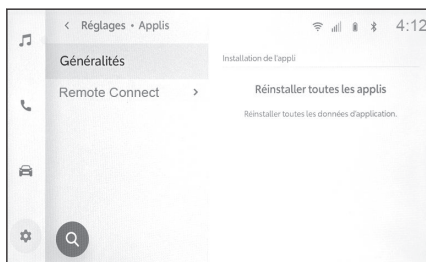 < Réglages • Applis
4:12
Généralités
Remote Connect >
Installation de l'appli
Réinstaller toutes les applis
Réinstaller toutes les données d'application.